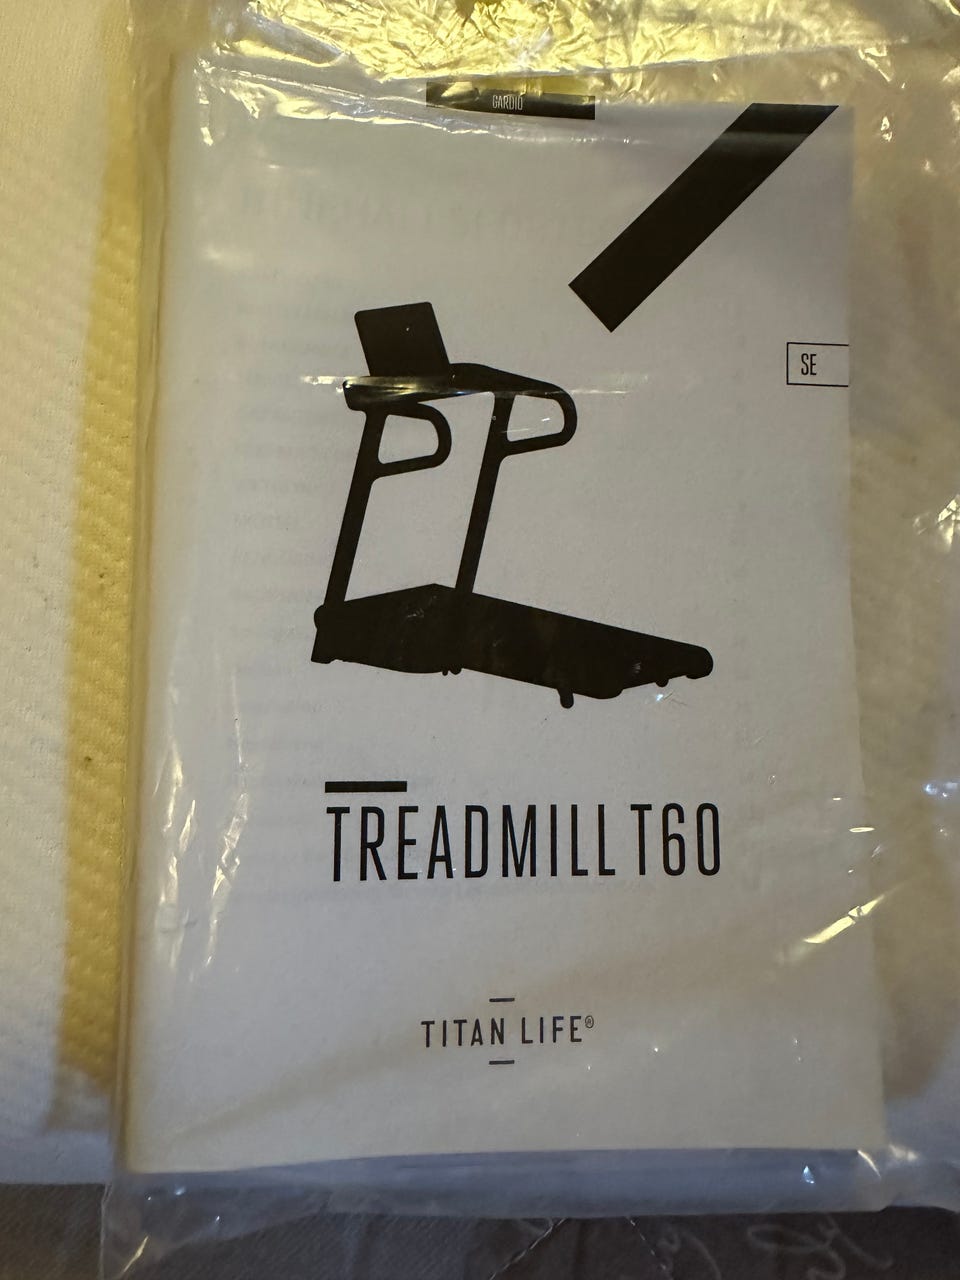 CARDIO
SE
TREADMILL T60
TITAN LIFE®